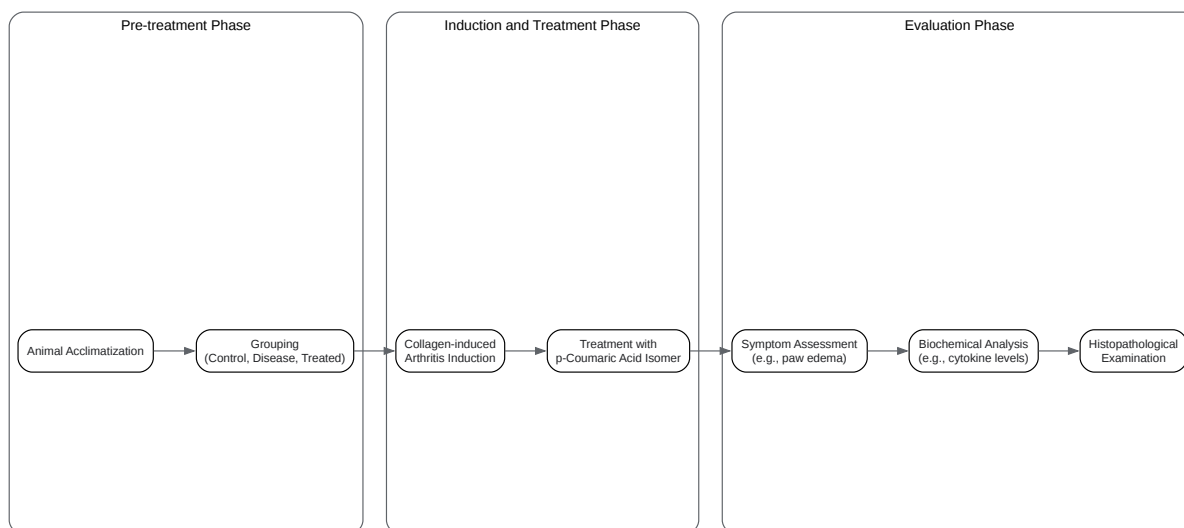 Pre-treatment Phase
Induction and Treatment Phase
Evaluation Phase
Animal Acclimatization
Grouping
(Control, Disease, Treated)
Collagen-induced
Arthritis Induction
Treatment with
p-Coumaric Acid Isomer
Symptom Assessment
(e.g., paw edema)
Biochemical Analysis
(e.g., cytokine levels)
Histopathological
Examination